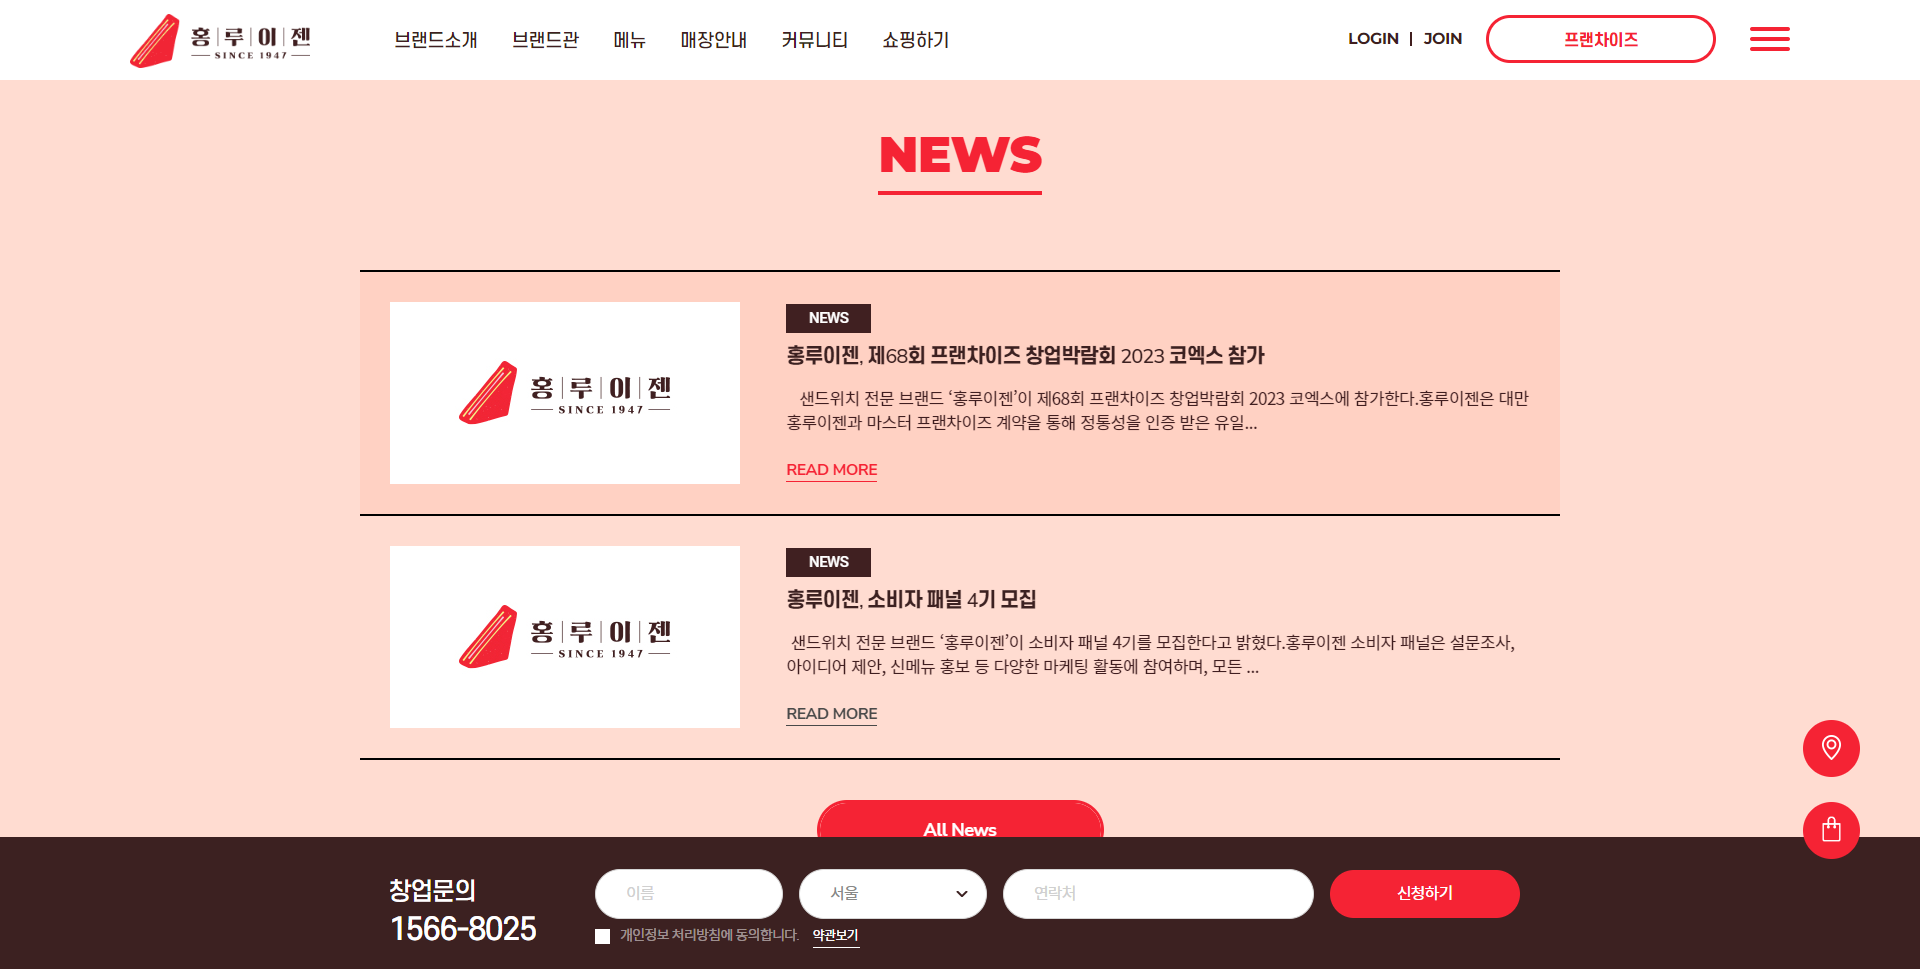 홍루이젠
SINCE 1947
브랜드소개 브랜드관 메뉴 매장안내 커뮤니티 쇼핑하기
LOGIN | JOIN
프랜차이즈
NEWS
홍루이젠
SINCE 1947
NEWS
홍루이젠, 제68회 프랜차이즈 창업박람회 2023 코엑스 참가
샌드위치 전문 브랜드 ‘홍루이젠’이 제68회 프랜차이즈 창업박람회 2023 코엑스에 참가한다.홍루이젠은 대만
홍루이젠과 마스터 프랜차이즈 계약을 통해 정통성을 인증 받은 유일...
READ MORE
홍루이젠
SINCE 1947
NEWS
홍루이젠, 소비자 패널 4기 모집
샌드위치 전문 브랜드 ‘홍루이젠’이 소비자 패널 4기를 모집한다고 밝혔다.홍루이젠 소비자 패널은 설문조사,
아이디어 제안, 신메뉴 홍보 등 다양한 마케팅 활동에 참여하며, 모든 ...
READ MORE
All News
창업문의
1566-8025
이름
서울
연락처
신청하기
개인정보 처리방침에 동의합니다. 약관보기